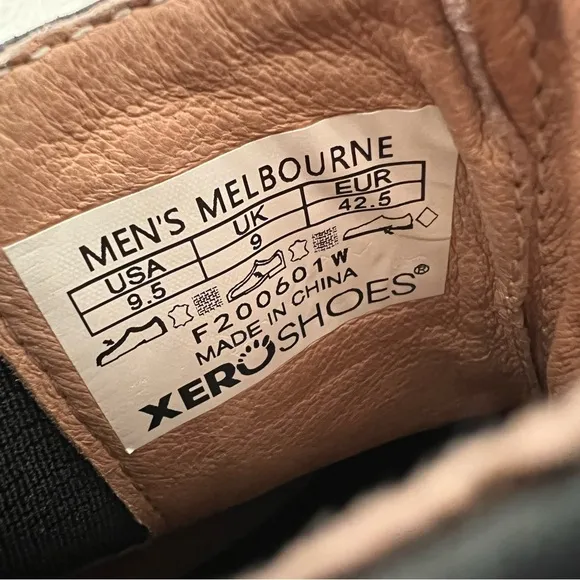 MEN'S MELBOURNE
USA UK EUR
9.5 9 42.5
F200601W
MADE IN CHINA
XEROSHOES®